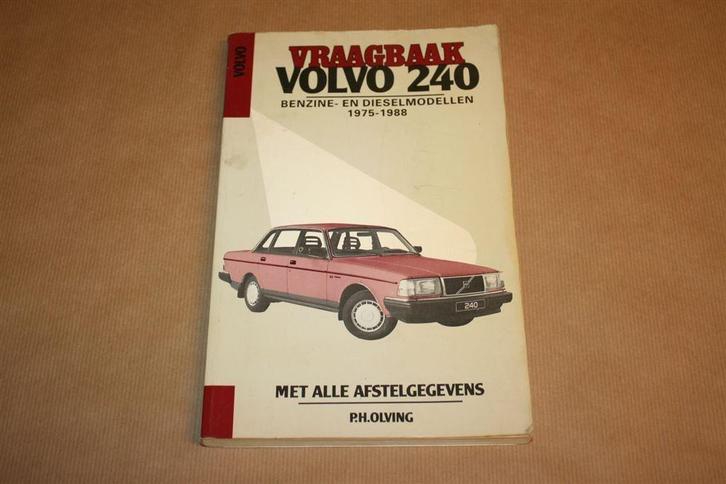 VOLVO
VRAAGBAAK
VOLVO 240
BENZINE- EN DIESELMODELLEN
1975-1988
240
MET ALLE AFSTELGEGEVENS
P.H.OLVING